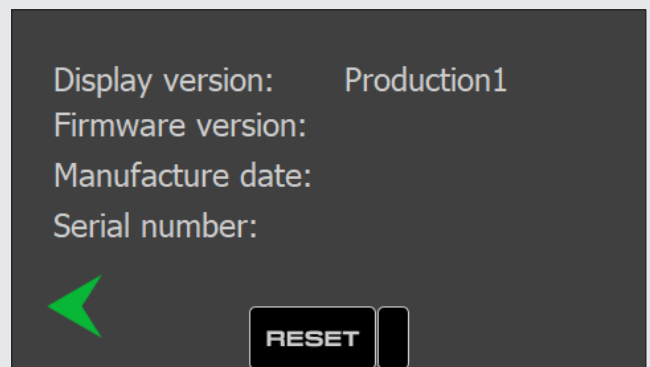 Display version: Production1
Firmware version:
Manufacture date:
Serial number:
RESET